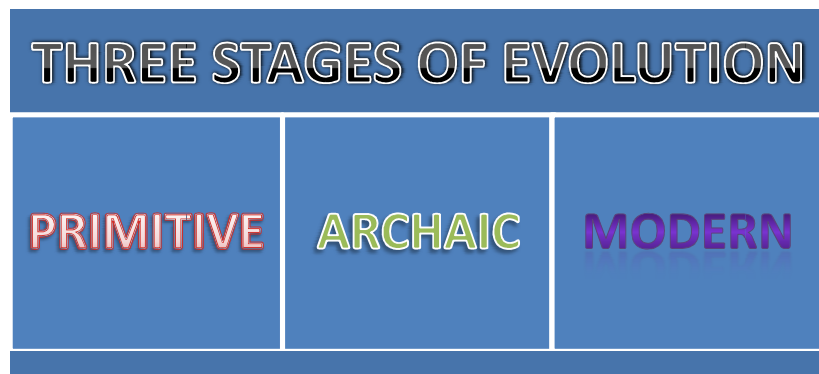 THREE STAGES OF EVOLUTION
PRIMITIVE
ARCHAIC
MODERN